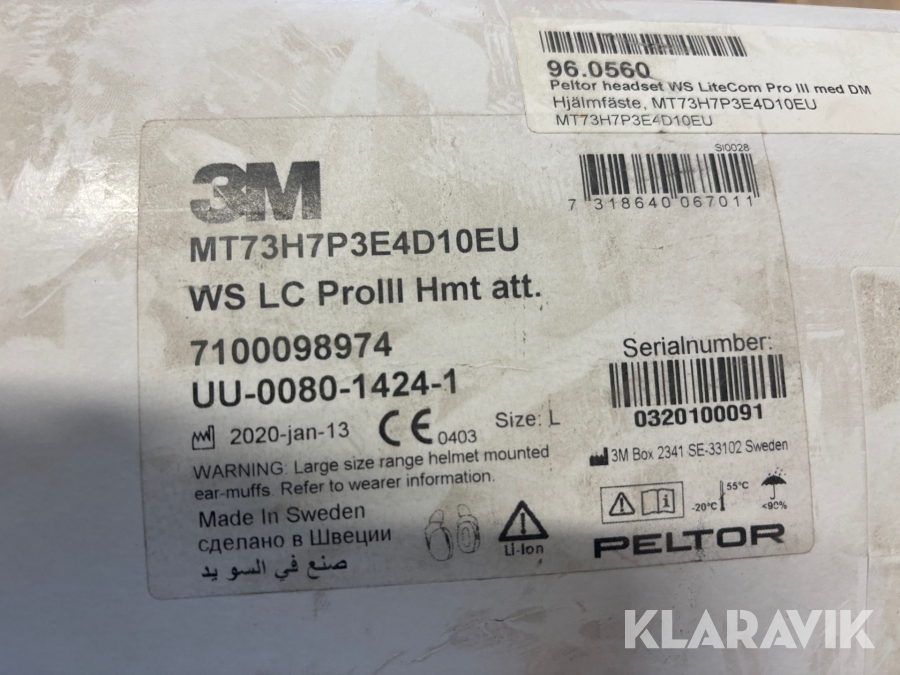 96.0560
Peltor headset WS LiteCom Pro III med DM
Hjälmfäste, MT73H7P3E4D10EU
MT73H7P3E4D10EU
SI0028
7 318640 067011
3M
MT73H7P3E4D10EU
WS LC ProIII Hmt att.
7100098974
UU-0080-1424-1
Serialnumber:
0320100091
2020-jan-13 CE 0403 Size: L
3M Box 2341 SE-33102 Sweden
WARNING: Large size range helmet mounted
ear-muffs. Refer to wearer information.
-20°C 55°C <90%
Made In Sweden
сделано в Швеции
صنع في السو يد
Li-Ion
PELTOR
KLARAVIK